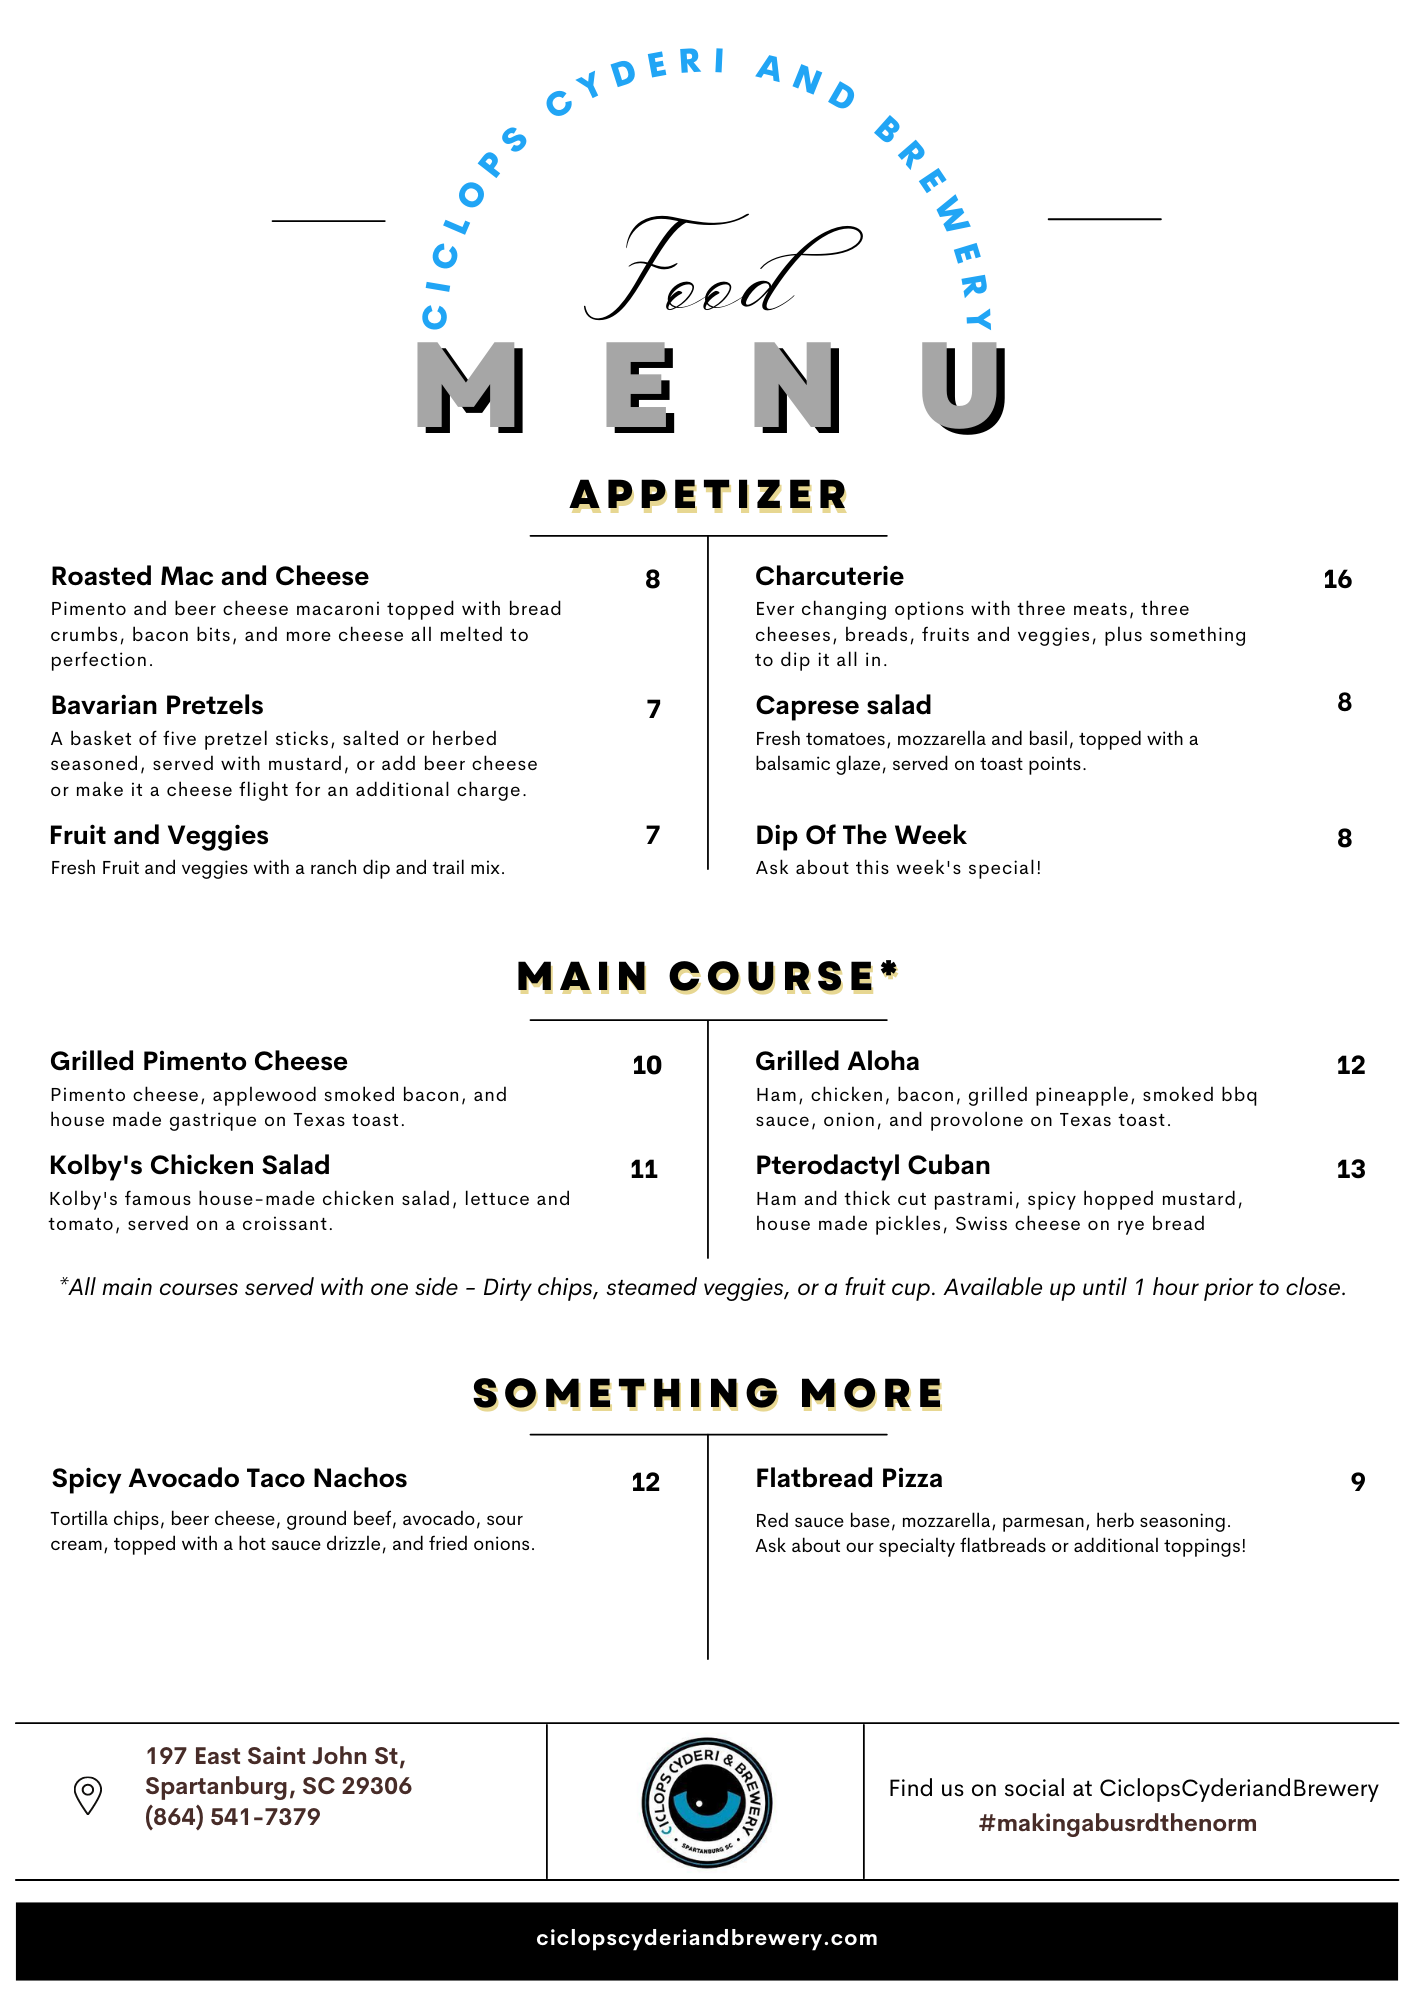 CICLOPS CYDERI AND BREWERY
Food
MENU
APPETIZER
Roasted Mac and Cheese 8
Pimento and beer cheese macaroni topped with bread
crumbs, bacon bits, and more cheese all melted to
perfection.
Bavarian Pretzels 7
A basket of five pretzel sticks, salted or herbed
seasoned, served with mustard, or add beer cheese
or make it a cheese flight for an additional charge.
Fruit and Veggies 7
Fresh Fruit and veggies with a ranch dip and trail mix.
Charcuterie 16
Ever changing options with three meats, three
cheeses, breads, fruits and veggies, plus something
to dip it all in.
Caprese salad 8
Fresh tomatoes, mozzarella and basil, topped with a
balsamic glaze, served on toast points.
Dip Of The Week 8
Ask about this week's special!
MAIN COURSE*
Grilled Pimento Cheese 10
Pimento cheese, applewood smoked bacon, and
house made gastrique on Texas toast.
Kolby's Chicken Salad 11
Kolby's famous house-made chicken salad, lettuce and
tomato, served on a croissant.
Grilled Aloha 12
Ham, chicken, bacon, grilled pineapple, smoked bbq
sauce, onion, and provolone on Texas toast.
Pterodactyl Cuban 13
Ham and thick cut pastrami, spicy hopped mustard,
house made pickles, Swiss cheese on rye bread
*All main courses served with one side - Dirty chips, steamed veggies, or a fruit cup. Available up until 1 hour prior to close.
SOMETHING MORE
Spicy Avocado Taco Nachos 12
Tortilla chips, beer cheese, ground beef, avocado, sour
cream, topped with a hot sauce drizzle, and fried onions.
Flatbread Pizza 9
Red sauce base, mozzarella, parmesan, herb seasoning.
Ask about our specialty flatbreads or additional toppings!
197 East Saint John St,
Spartanburg, SC 29306
(864) 541-7379
CICLOPS CYDERI & BREWERY
SPARTANBURG SC
Find us on social at CiclopsCyderiandBrewery
#makingabusrdthenorm
ciclopscyderiandbrewery.com